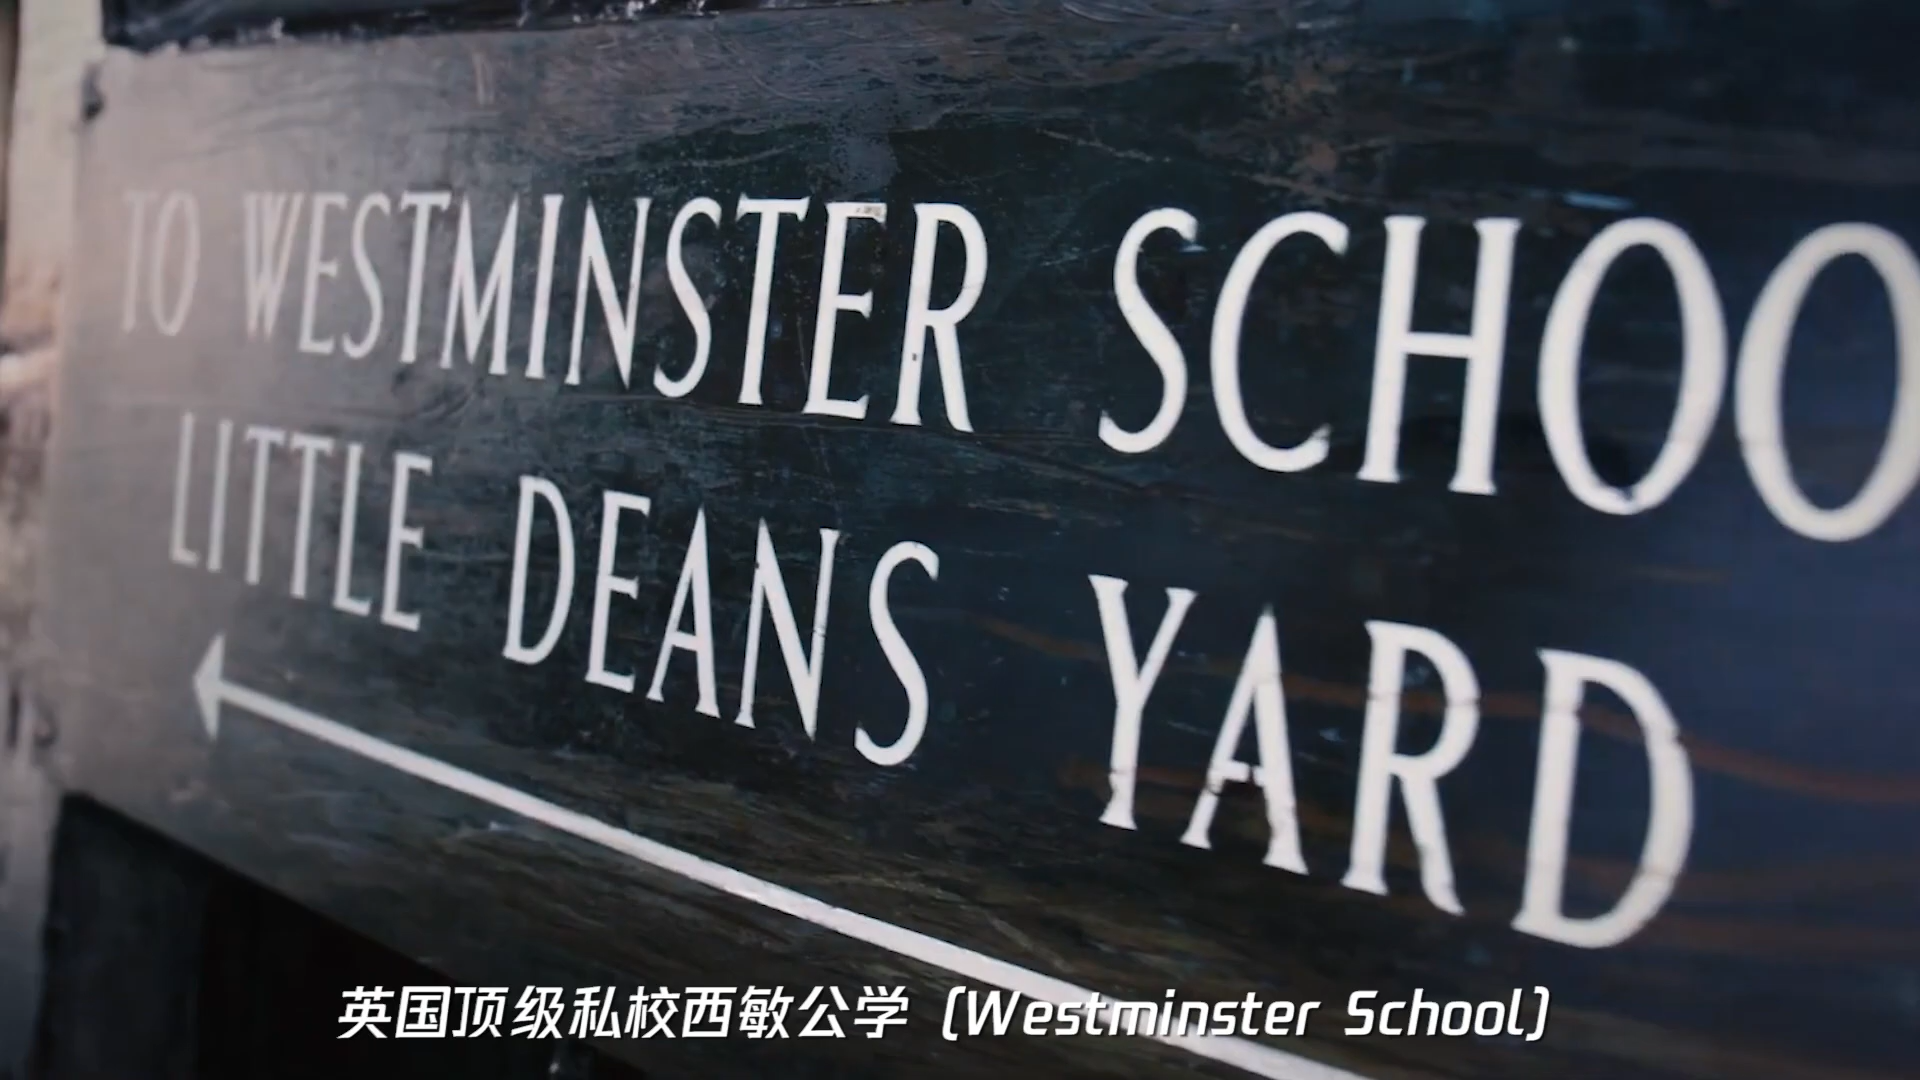 TO WESTMINSTER SCHOO
LITTLE DEANS YARD
英国顶级私校西敏公学 (Westminster School)